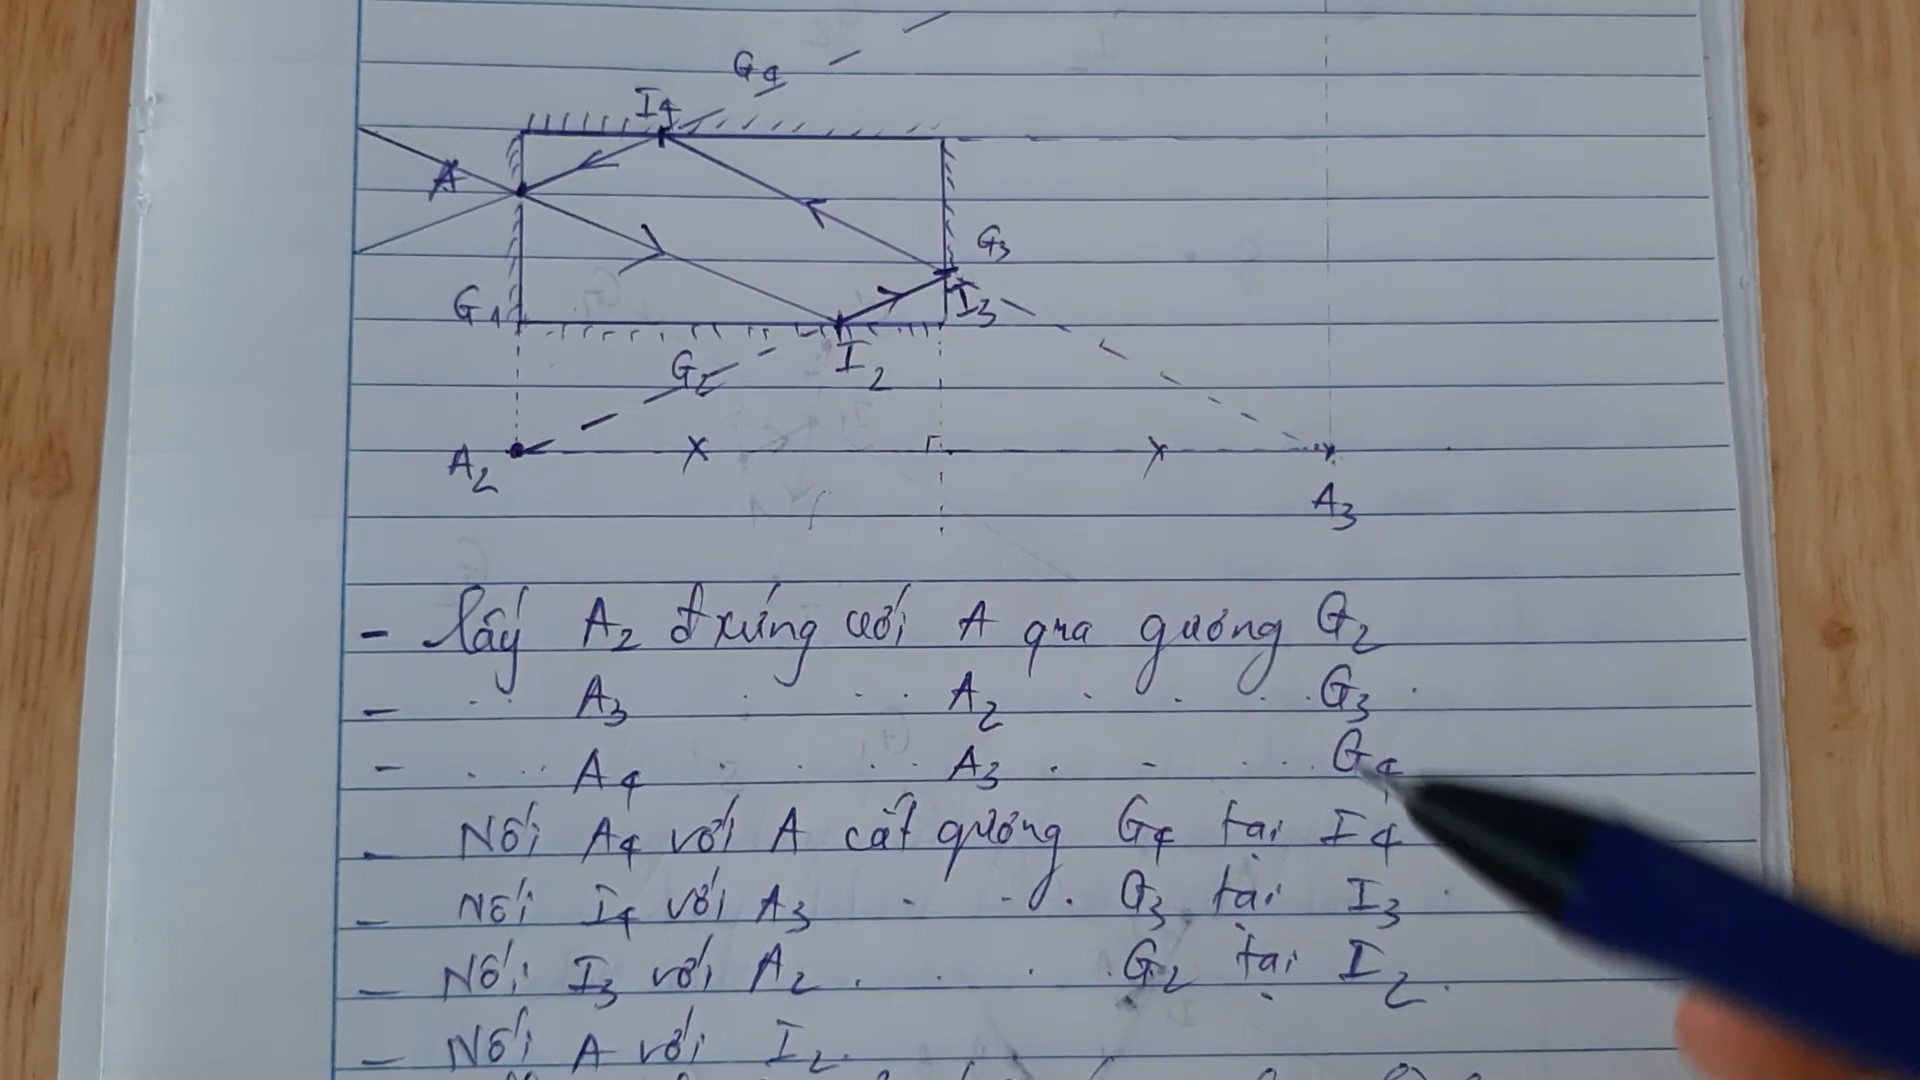 G4
I4
A
G3
G1
I3
G2
I2
A2
A3
- lấy A2 đ xứng với A qua gương G2
- .. A3 . . . A2 . . . . G3 .
- . . . A4 . . . . A3 . - . . . G4
- Nối A4 với A cắt gương G4 tại I4
- Nối I4 với A3 - - . G3 tại I3
- Nối I3 với A2 . . . . G2 tại I2.
- Nối A với I2.